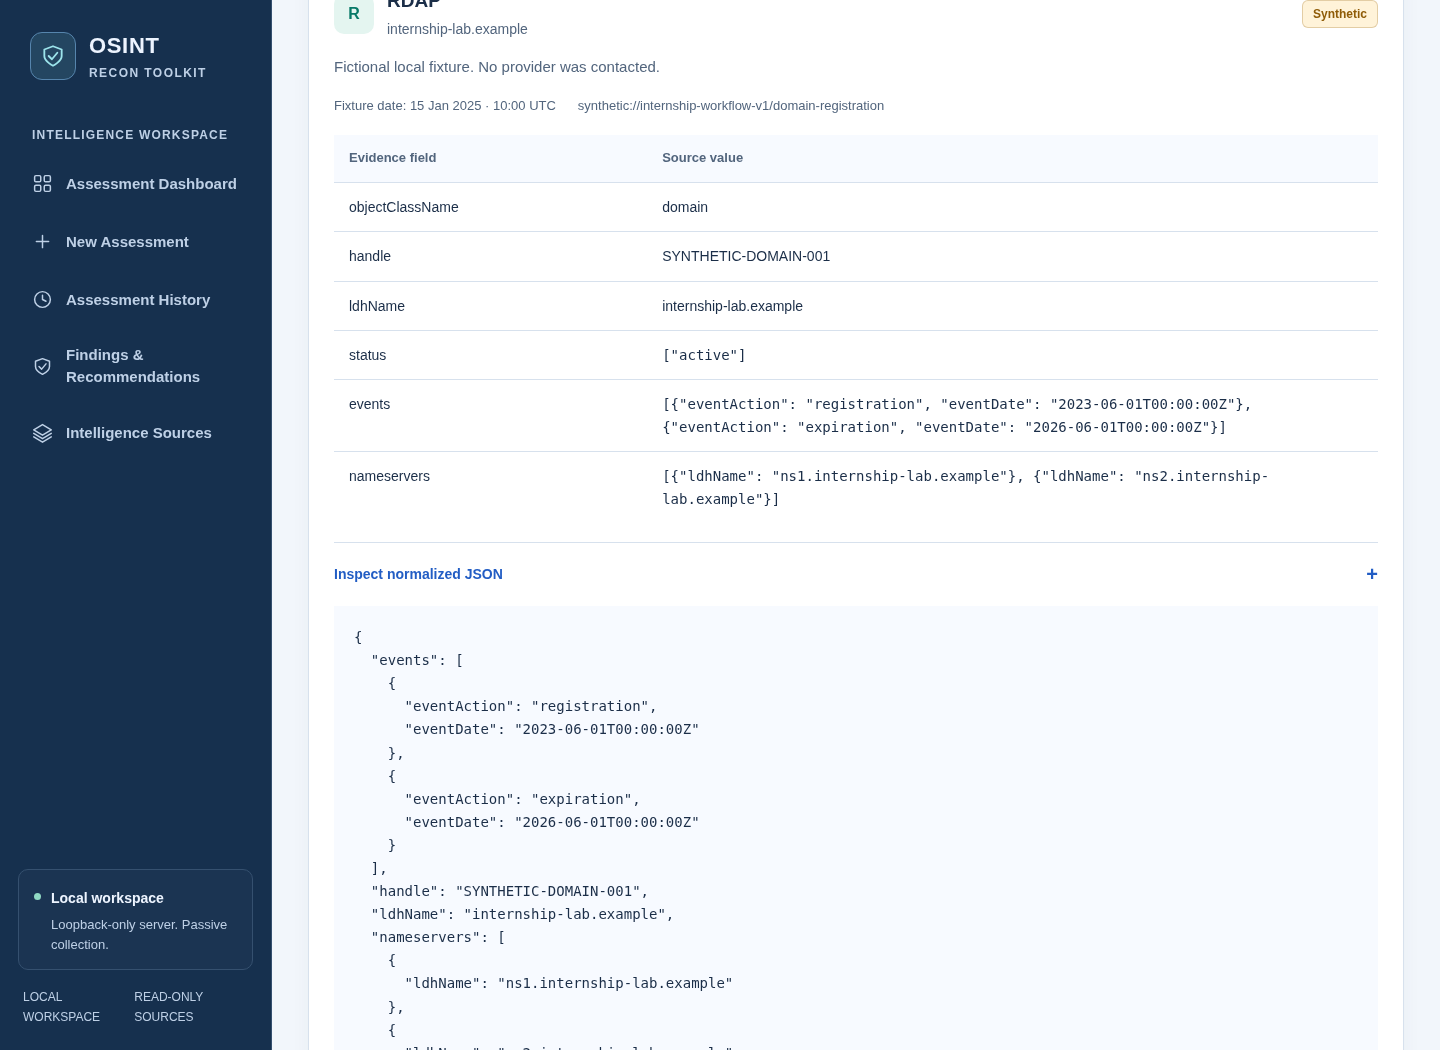 OSINT
RECON TOOLKIT
INTELLIGENCE WORKSPACE
Assessment Dashboard
New Assessment
Assessment History
Findings &
Recommendations
Intelligence Sources
Local workspace
Loopback-only server. Passive
collection.
LOCAL
WORKSPACE
READ-ONLY
SOURCES
R
RDAP
internship-lab.example
Synthetic
Fictional local fixture. No provider was contacted.
Fixture date: 15 Jan 2025 · 10:00 UTC synthetic://internship-workflow-v1/domain-registration
Evidence field Source value
objectClassName domain
handle SYNTHETIC-DOMAIN-001
ldhName internship-lab.example
status ["active"]
events [{"eventAction": "registration", "eventDate": "2023-06-01T00:00:00Z"},
{"eventAction": "expiration", "eventDate": "2026-06-01T00:00:00Z"}]
nameservers [{"ldhName": "ns1.internship-lab.example"}, {"ldhName": "ns2.internship-
lab.example"}]
Inspect normalized JSON +
{
"events": [
{
"eventAction": "registration",
"eventDate": "2023-06-01T00:00:00Z"
},
{
"eventAction": "expiration",
"eventDate": "2026-06-01T00:00:00Z"
}
],
"handle": "SYNTHETIC-DOMAIN-001",
"ldhName": "internship-lab.example",
"nameservers": [
{
"ldhName": "ns1.internship-lab.example"
},
{
"ldhName": "ns2.internship-lab.example"